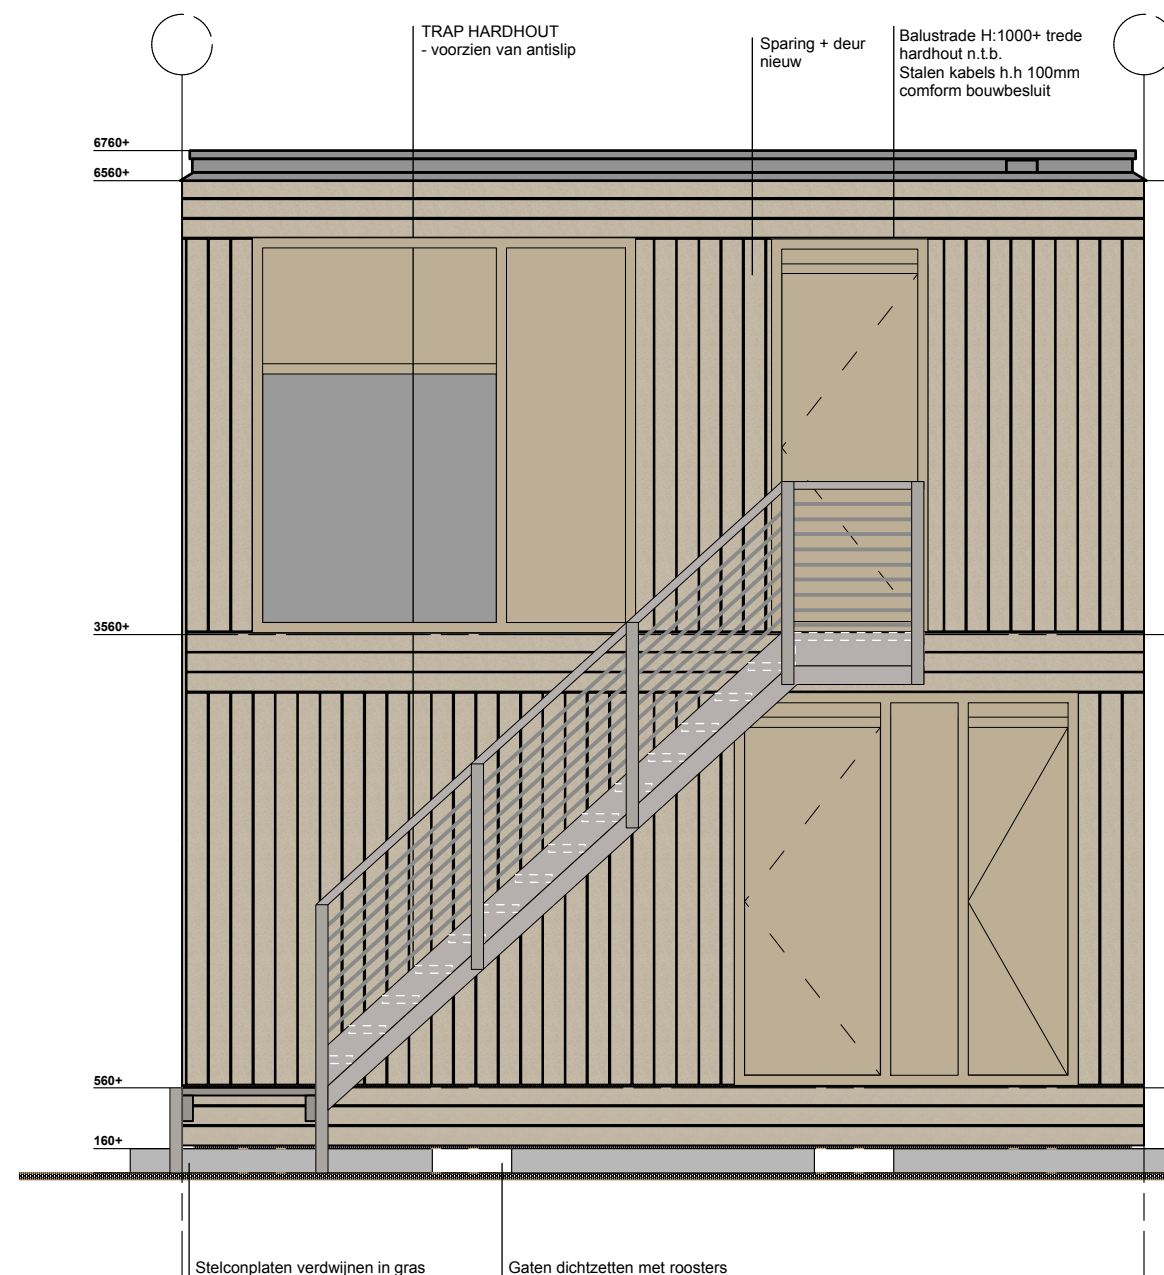 TRAP HARDHOUT
- voorzien van antislip
Sparing + deur
nieuw
Balustrade H:1000+ trede
hardhout n.t.b.
Stalen kabels h.h 100mm
comform bouwbesluit
6760+
6560+
3560+
560+
160+
Stelconplaten verdwijnen in gras
Gaten dichtzetten met roosters